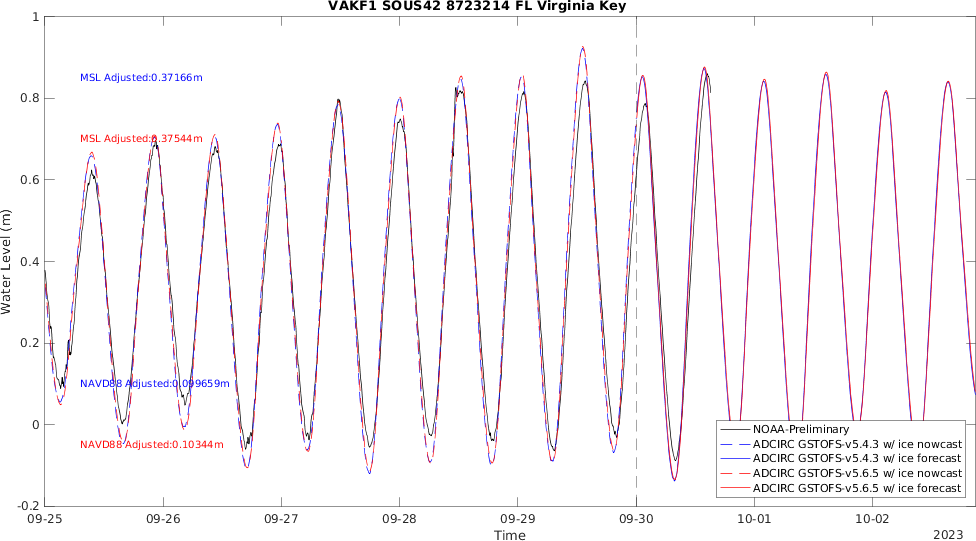 VAKF1 SOUS42 8723214 FL Virginia Key
1
0.8
0.6
0.4
0.2
0
-0.2
Water Level (m)
MSL Adjusted:0.37166m
MSL Adjusted:0.37544m
NAVD88 Adjusted:0.099659m
NAVD88 Adjusted:0.10344m
NOAA-Preliminary
ADCIRC GSTOFS-v5.4.3 w/ ice nowcast
ADCIRC GSTOFS-v5.4.3 w/ ice forecast
ADCIRC GSTOFS-v5.6.5 w/ ice nowcast
ADCIRC GSTOFS-v5.6.5 w/ ice forecast
09-25 09-26 09-27 09-28 09-29 09-30 10-01 10-02
Time
2023